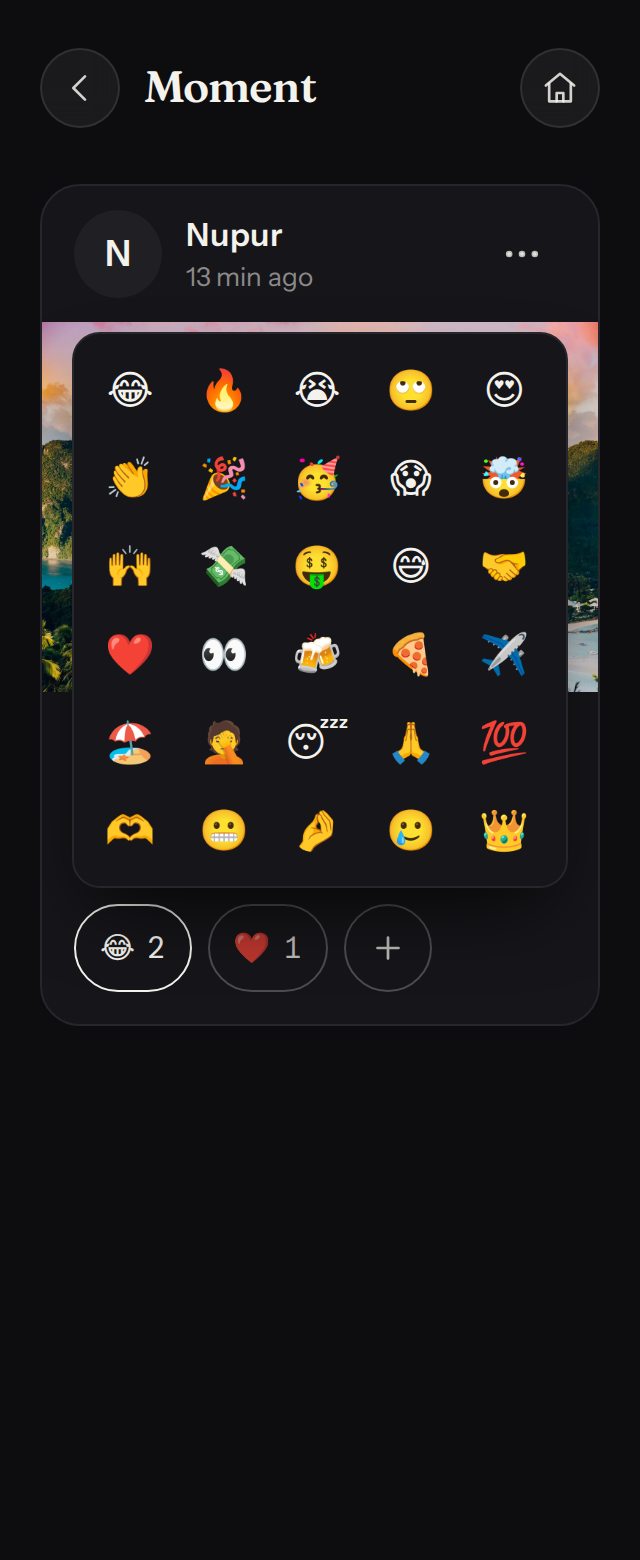 Moment
N
Nupur
13 min ago
😂 🔥 😭 🙄 😍
👏 🎉 🥳 😱 🤯
🙌 💸 🤑 😅 🤝
❤️ 👀 🍻 🍕 ✈️
🏖️ 🤦 😴 🙏 💯
🫶 😬 🤌 🥲 👑
😂 2 ❤️ 1 +